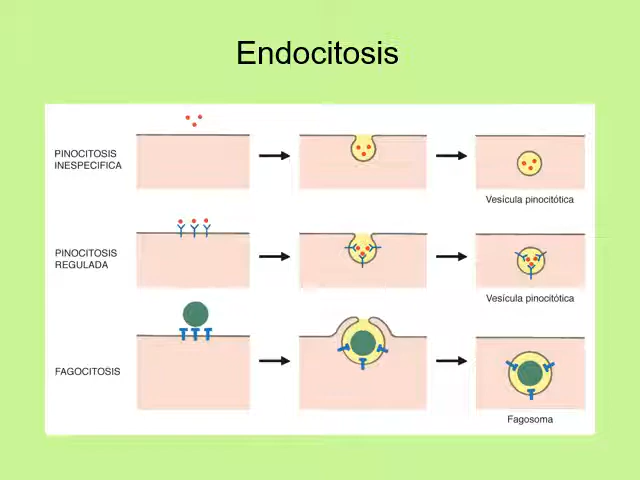 Endocitosis
PINOCITOSIS
INESPECIFICA
Vesícula pinocitótica
PINOCITOSIS
REGULADA
Vesícula pinocitótica
FAGOCITOSIS
Fagosoma